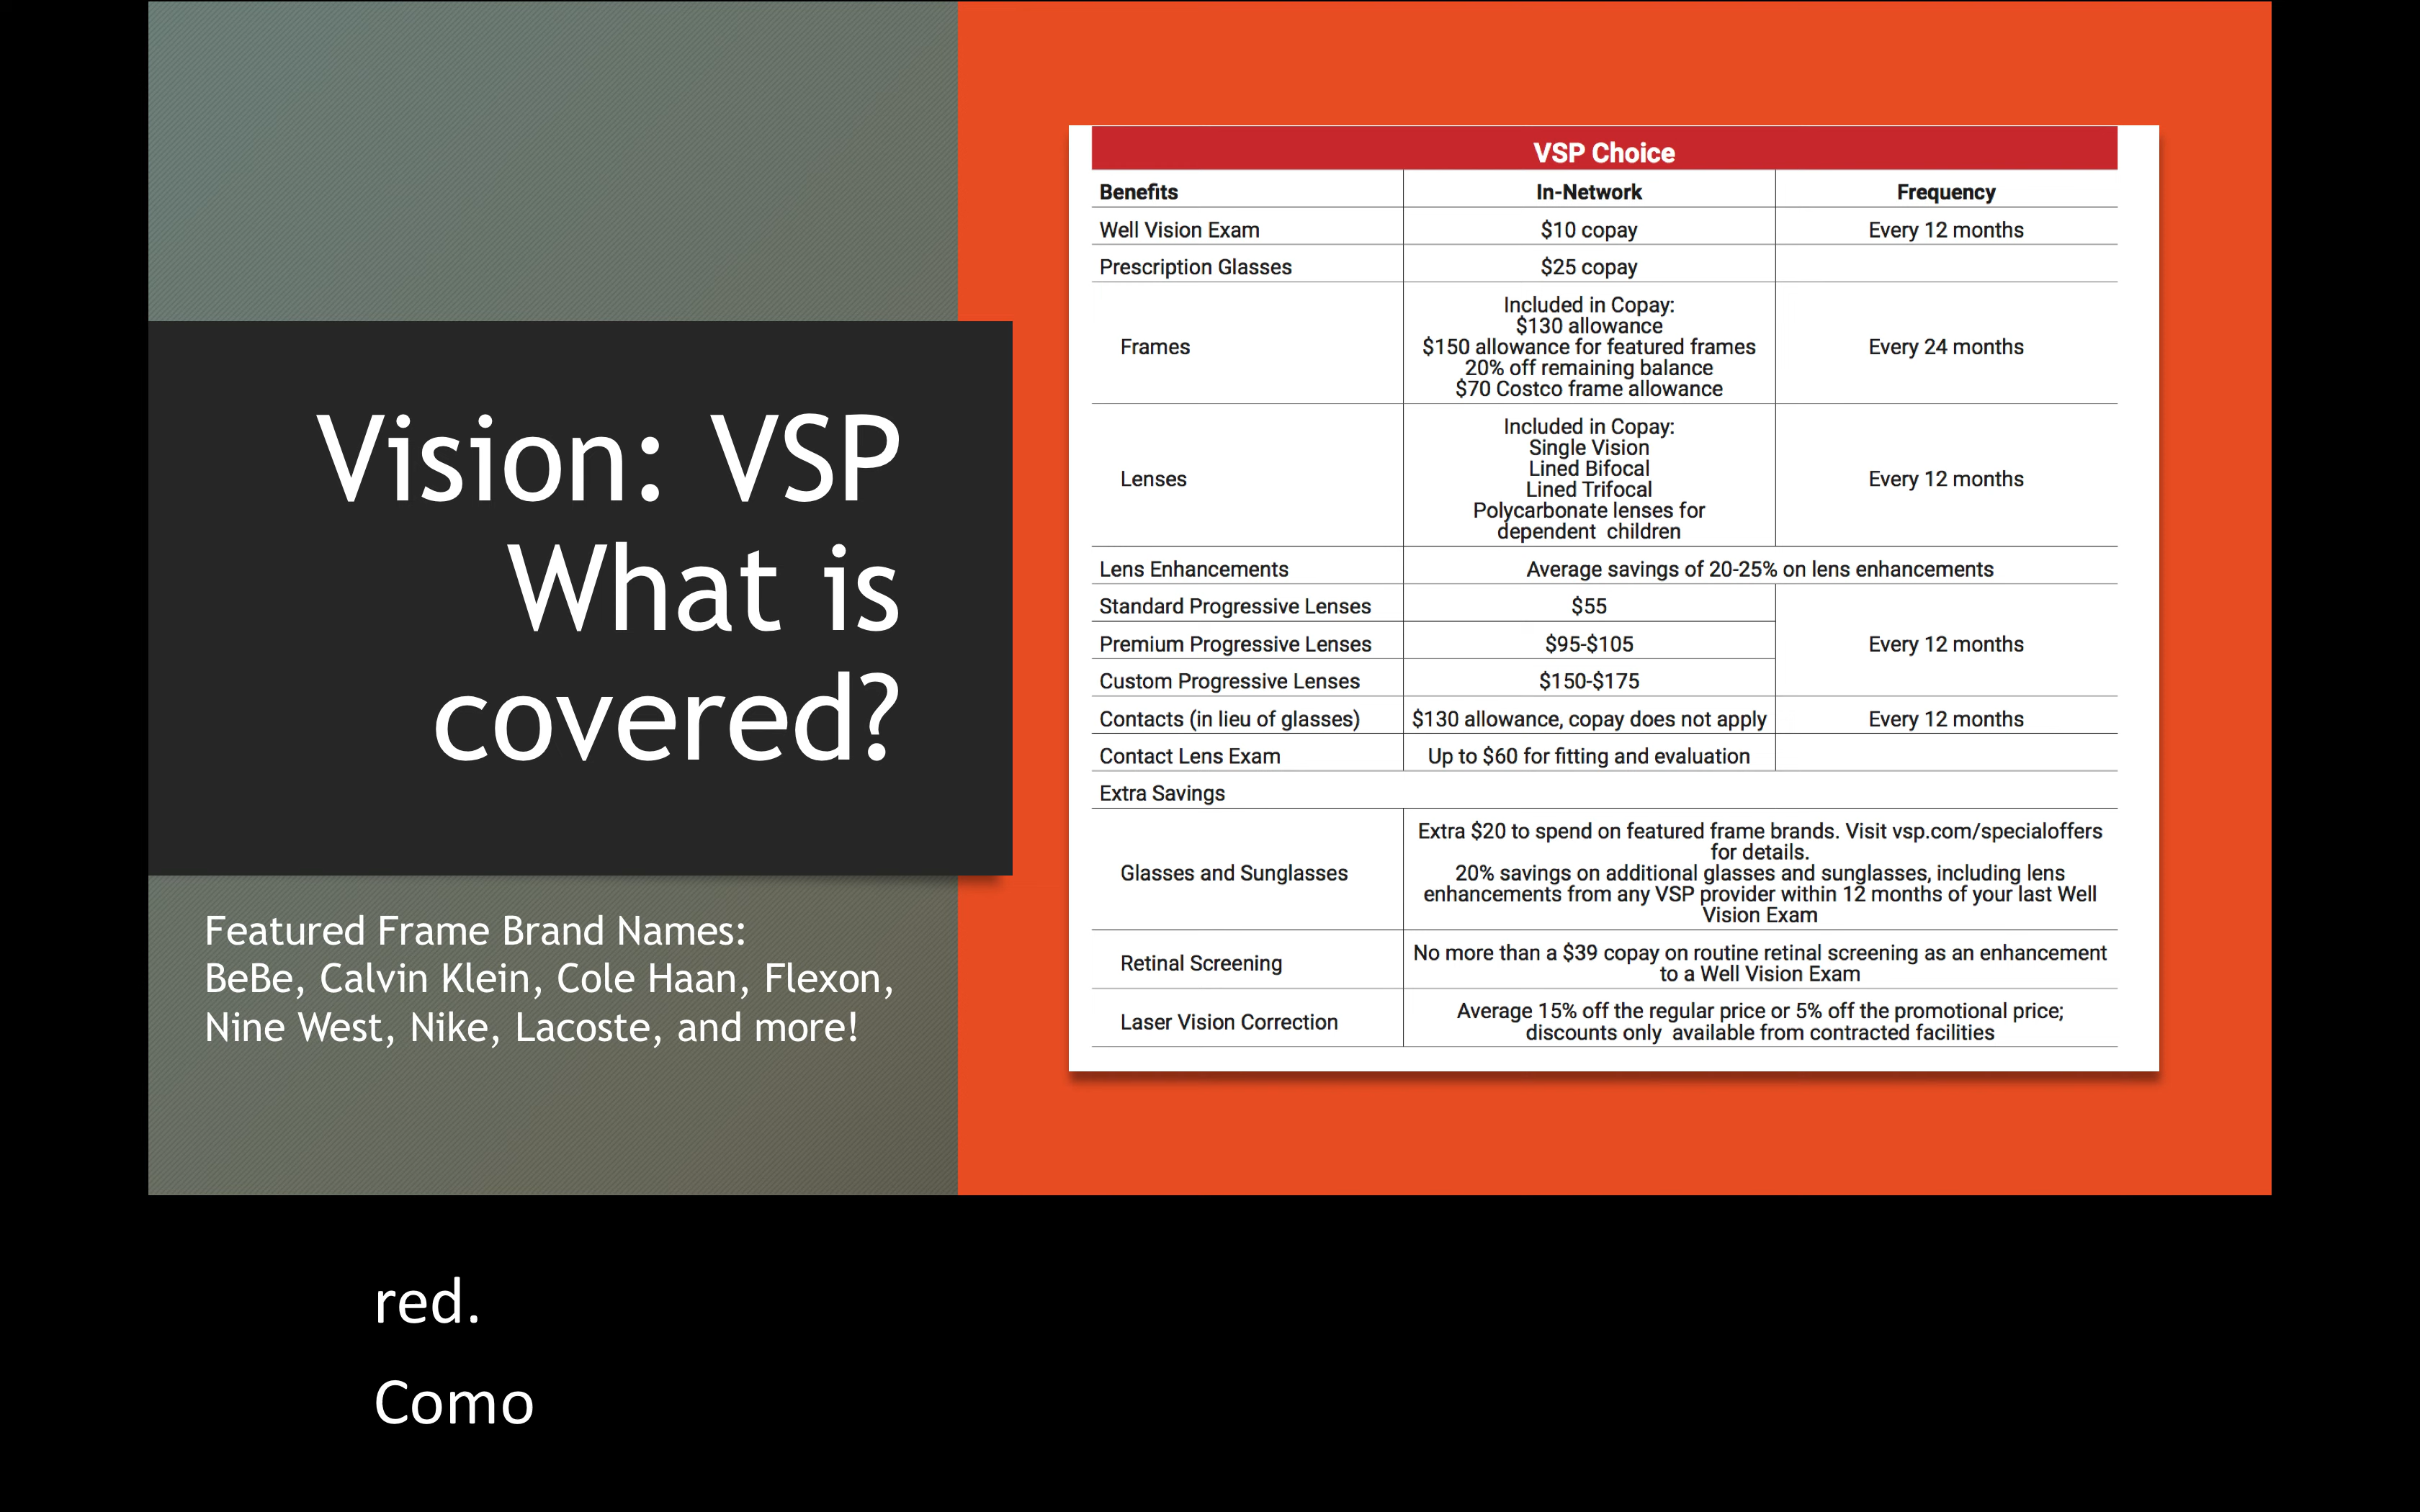 Vision: VSP
What is
covered?
Featured Frame Brand Names:
BeBe, Calvin Klein, Cole Haan, Flexon,
Nine West, Nike, Lacoste, and more!
VSP Choice
Benefits In-Network Frequency
Well Vision Exam $10 copay Every 12 months
Prescription Glasses $25 copay
Frames
Included in Copay:
$130 allowance
$150 allowance for featured frames
20% off remaining balance
$70 Costco frame allowance
Every 24 months
Lenses
Included in Copay:
Single Vision
Lined Bifocal
Lined Trifocal
Polycarbonate lenses for
dependent children
Every 12 months
Lens Enhancements Average savings of 20-25% on lens enhancements
Standard Progressive Lenses $55
Premium Progressive Lenses $95-$105 Every 12 months
Custom Progressive Lenses $150-$175
Contacts (in lieu of glasses) $130 allowance, copay does not apply Every 12 months
Contact Lens Exam Up to $60 for fitting and evaluation
Extra Savings
Glasses and Sunglasses
Extra $20 to spend on featured frame brands. Visit vsp.com/specialoffers
for details.
20% savings on additional glasses and sunglasses, including lens
enhancements from any VSP provider within 12 months of your last Well
Vision Exam
Retinal Screening
No more than a $39 copay on routine retinal screening as an enhancement
to a Well Vision Exam
Laser Vision Correction
Average 15% off the regular price or 5% off the promotional price;
discounts only available from contracted facilities
red.
Como